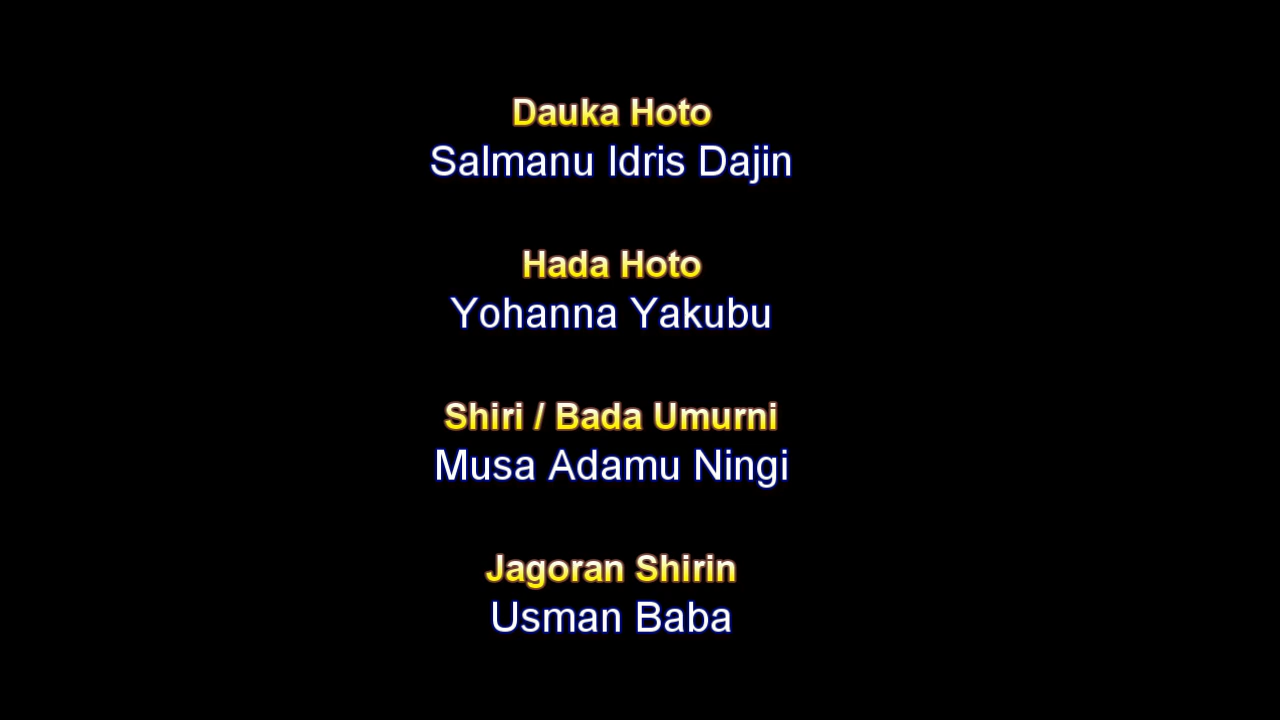 Dauka Hoto
Salmanu Idris Dajin
Hada Hoto
Yohanna Yakubu
Shiri / Bada Umurni
Musa Adamu Ningi
Jagoran Shirin
Usman Baba